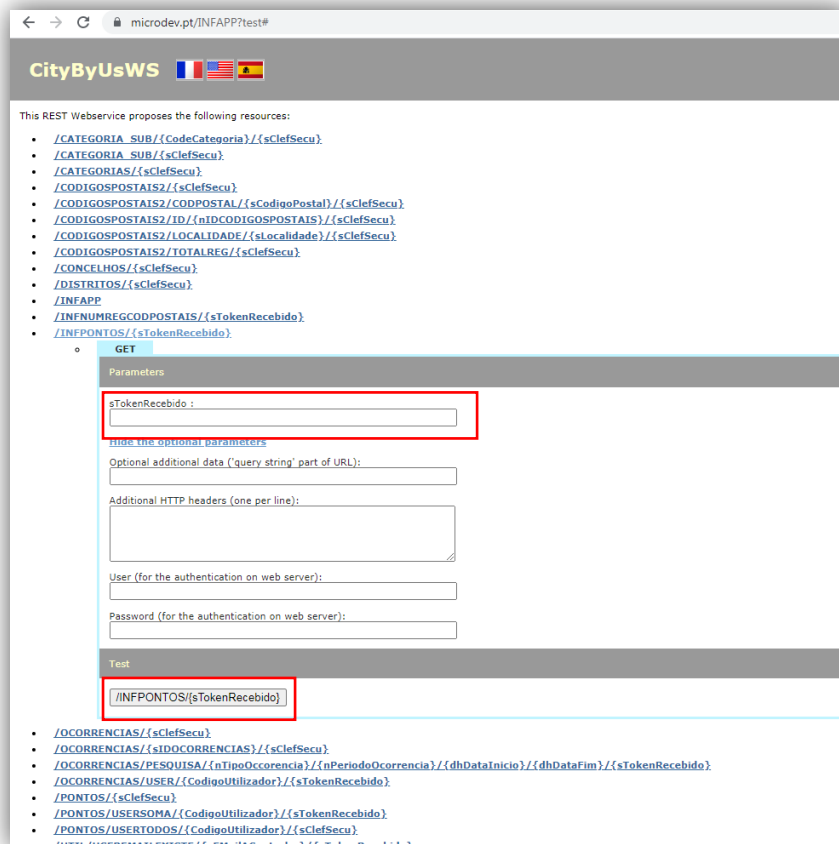 microdev.pt/INFAPP?test#
CityByUsWS
This REST Webservice proposes the following resources:
/CATEGORIA_SUB/{CodeCategoria}/{sClefSecu}
/CATEGORIA_SUB/{sClefSecu}
/CATEGORIAS/{sClefSecu}
/CODIGOSPOSTAIS2/{sClefSecu}
/CODIGOSPOSTAIS2/CODPOSTAL/{sCodigoPostal}/{sClefSecu}
/CODIGOSPOSTAIS2/ID/{nIDCODIGOSPOSTAIS}/{sClefSecu}
/CODIGOSPOSTAIS2/LOCALIDADE/{sLocalidade}/{sClefSecu}
/CODIGOSPOSTAIS2/TOTALREG/{sClefSecu}
/CONCELHOS/{sClefSecu}
/DISTRITOS/{sClefSecu}
/INFAPP
/INFNUMREGCODPOSTAIS/{sTokenRecebido}
/INFPONTOS/{sTokenRecebido}
GET
Parameters
sTokenRecebido :
Hide the optional parameters
Optional additional data ('query string' part of URL):
Additional HTTP headers (one per line):
User (for the authentication on web server):
Password (for the authentication on web server):
Test
/INFPONTOS/{sTokenRecebido}
/OCORRENCIAS/{sClefSecu}
/OCORRENCIAS/{sIDOCORRENCIAS}/{sClefSecu}
/OCORRENCIAS/PESQUISA/{nTipoOccorencia}/{nPeriodoOcorrencia}/{dhDataInicio}/{dhDataFim}/{sTokenRecebido}
/OCORRENCIAS/USER/{CodigoUtilizador}/{sTokenRecebido}
/PONTOS/{sClefSecu}
/PONTOS/USERSOMA/{CodigoUtilizador}/{sTokenRecebido}
/PONTOS/USERTODOS/{CodigoUtilizador}/{sClefSecu}